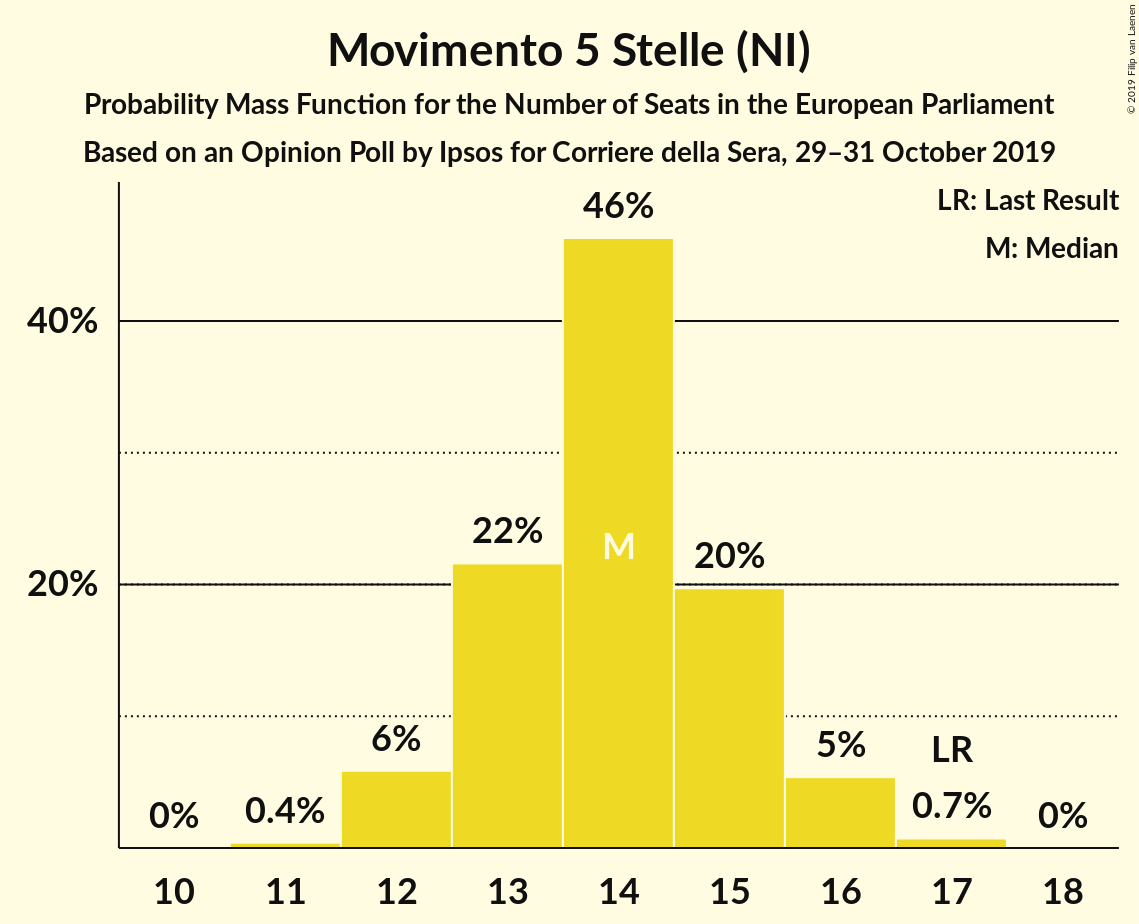 Movimento 5 Stelle (NI)
Probability Mass Function for the Number of Seats in the European Parliament
Based on an Opinion Poll by Ipsos for Corriere della Sera, 29–31 October 2019
© 2019 Filip van Laenen
LR: Last Result
M: Median
46%
40%
22%
M
20%
20%
6%
5%
LR
0%
0.4%
0.7%
0%
10 11 12 13 14 15 16 17 18